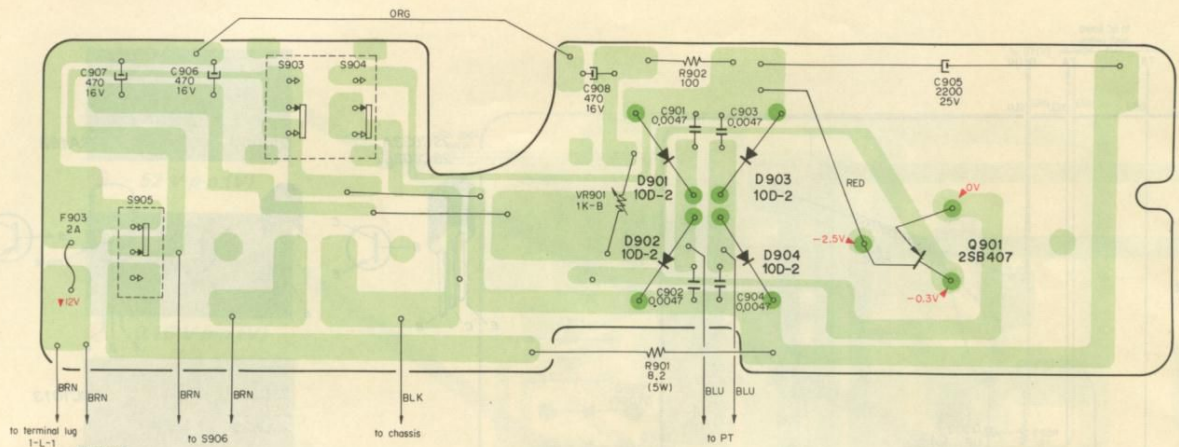 ORG
C907
470
16V
C906
470
16V
S903
S904
C908
470
16V
R902
100
C905
2200
25V
C901
0.0047
C903
0.0047
D901
10D-2
D903
10D-2
VR901
1K-B
RED
0V
S905
F903
2A
-2.5V
Q901
2SB407
D902
10D-2
D904
10D-2
-0.3V
12V
C902
0.0047
C904
0.0047
R901
8.2
(5W)
BRN
BRN
BRN
BRN
BLK
BLU
BLU
to terminal lug
1-L-1
to S906
to chassis
to PT